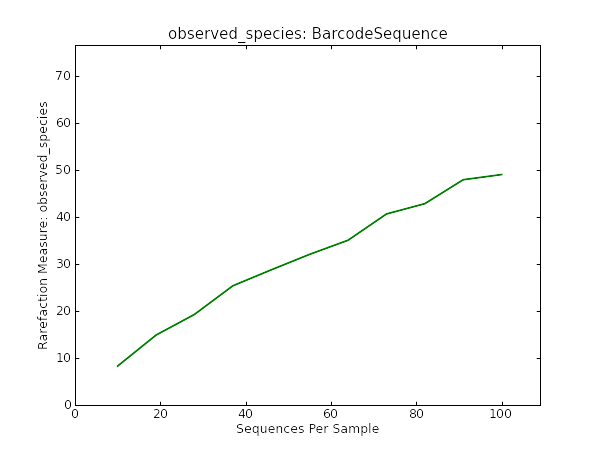 observed_species: BarcodeSequence
Rarefaction Measure: observed_species
70
60
50
40
30
20
10
0
0 20 40 60 80 100
Sequences Per Sample